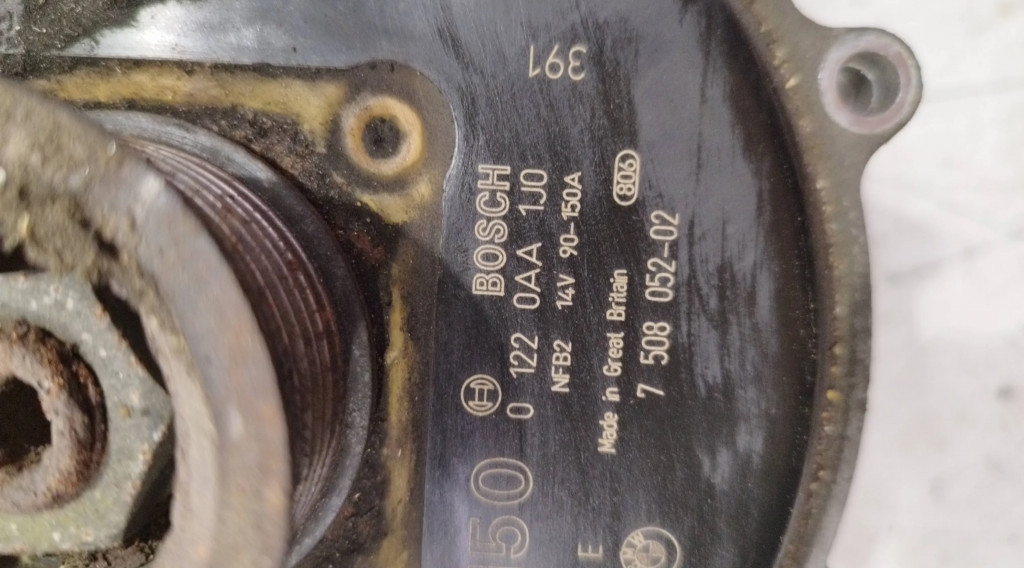 391
BOSCH
0 122 0AA 1J0
NFB2 14V 90-150A
Made in Great Britain 806
7 508 052-02
150
E
BMW